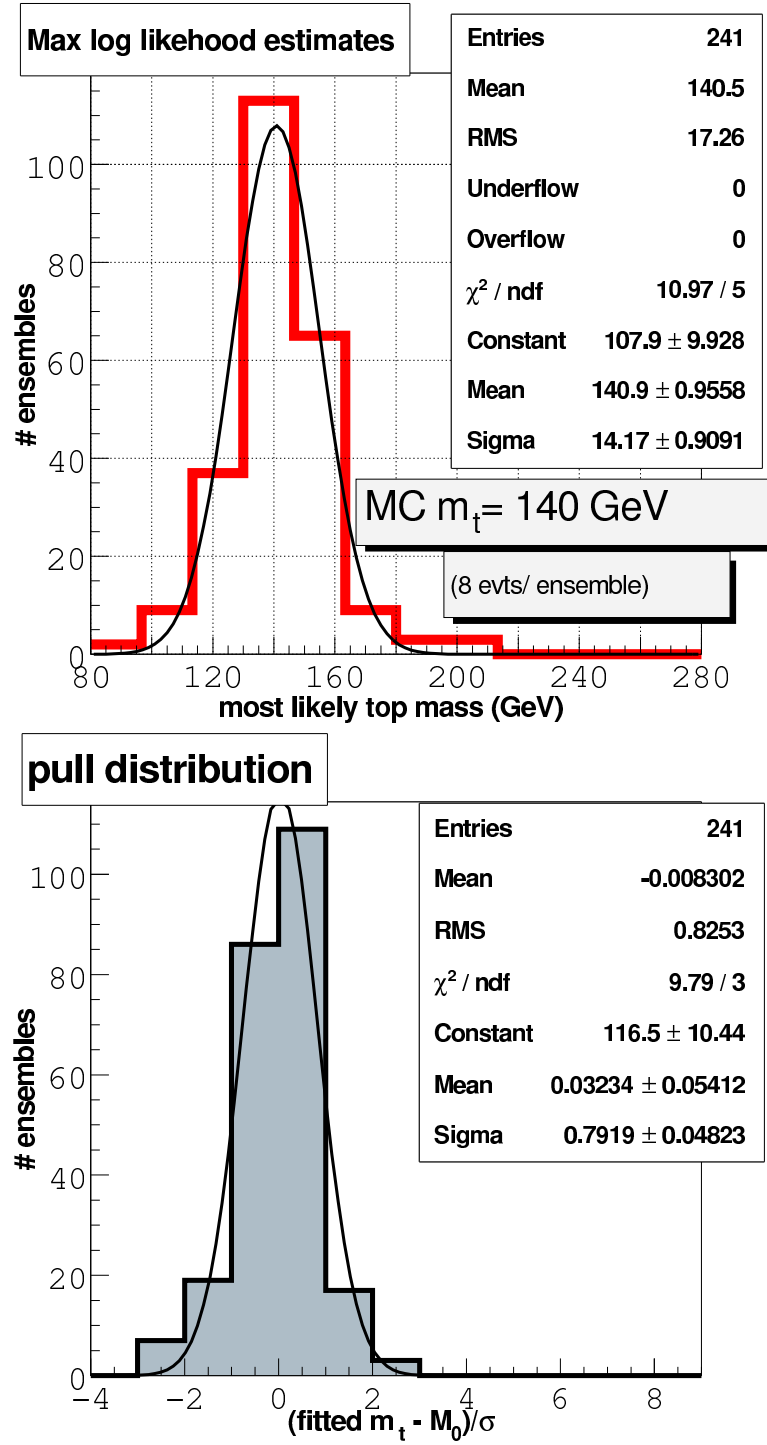 Max log likehood estimates
Entries 241
Mean 140.5
RMS 17.26
Underflow 0
Overflow 0
χ² / ndf 10.97 / 5
Constant 107.9 ± 9.928
Mean 140.9 ± 0.9558
Sigma 14.17 ± 0.9091
MC mt= 140 GeV
(8 evts/ ensemble)
# ensembles
100
80
60
40
20
0
80 120 160 200 240 280
most likely top mass (GeV)
pull distribution
Entries 241
Mean -0.008302
RMS 0.8253
χ² / ndf 9.79 / 3
Constant 116.5 ± 10.44
Mean 0.03234 ± 0.05412
Sigma 0.7919 ± 0.04823
# ensembles
100
80
60
40
20
0
−4 −2 0 2 4 6 8
(fitted mt - M0)/σ